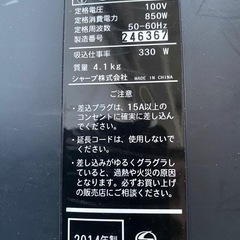 定格電圧 100V
定格消費電力 850W
定格周波数 50-60Hz
製造番号 246367
吸込仕事率 330 W
質量 4.1kg
シャープ株式会社 MADE IN CHINA
ご注意
・差込プラグは、15A以上の
コンセントに確実に差し込ん
でください。
・延長コードは、使用しないで
ください。
・差し込みがゆるくグラグラし
ていると、過熱や火災の原因と
なります。必ずお買い上げ
の販売店にご相談ください。
2014年製